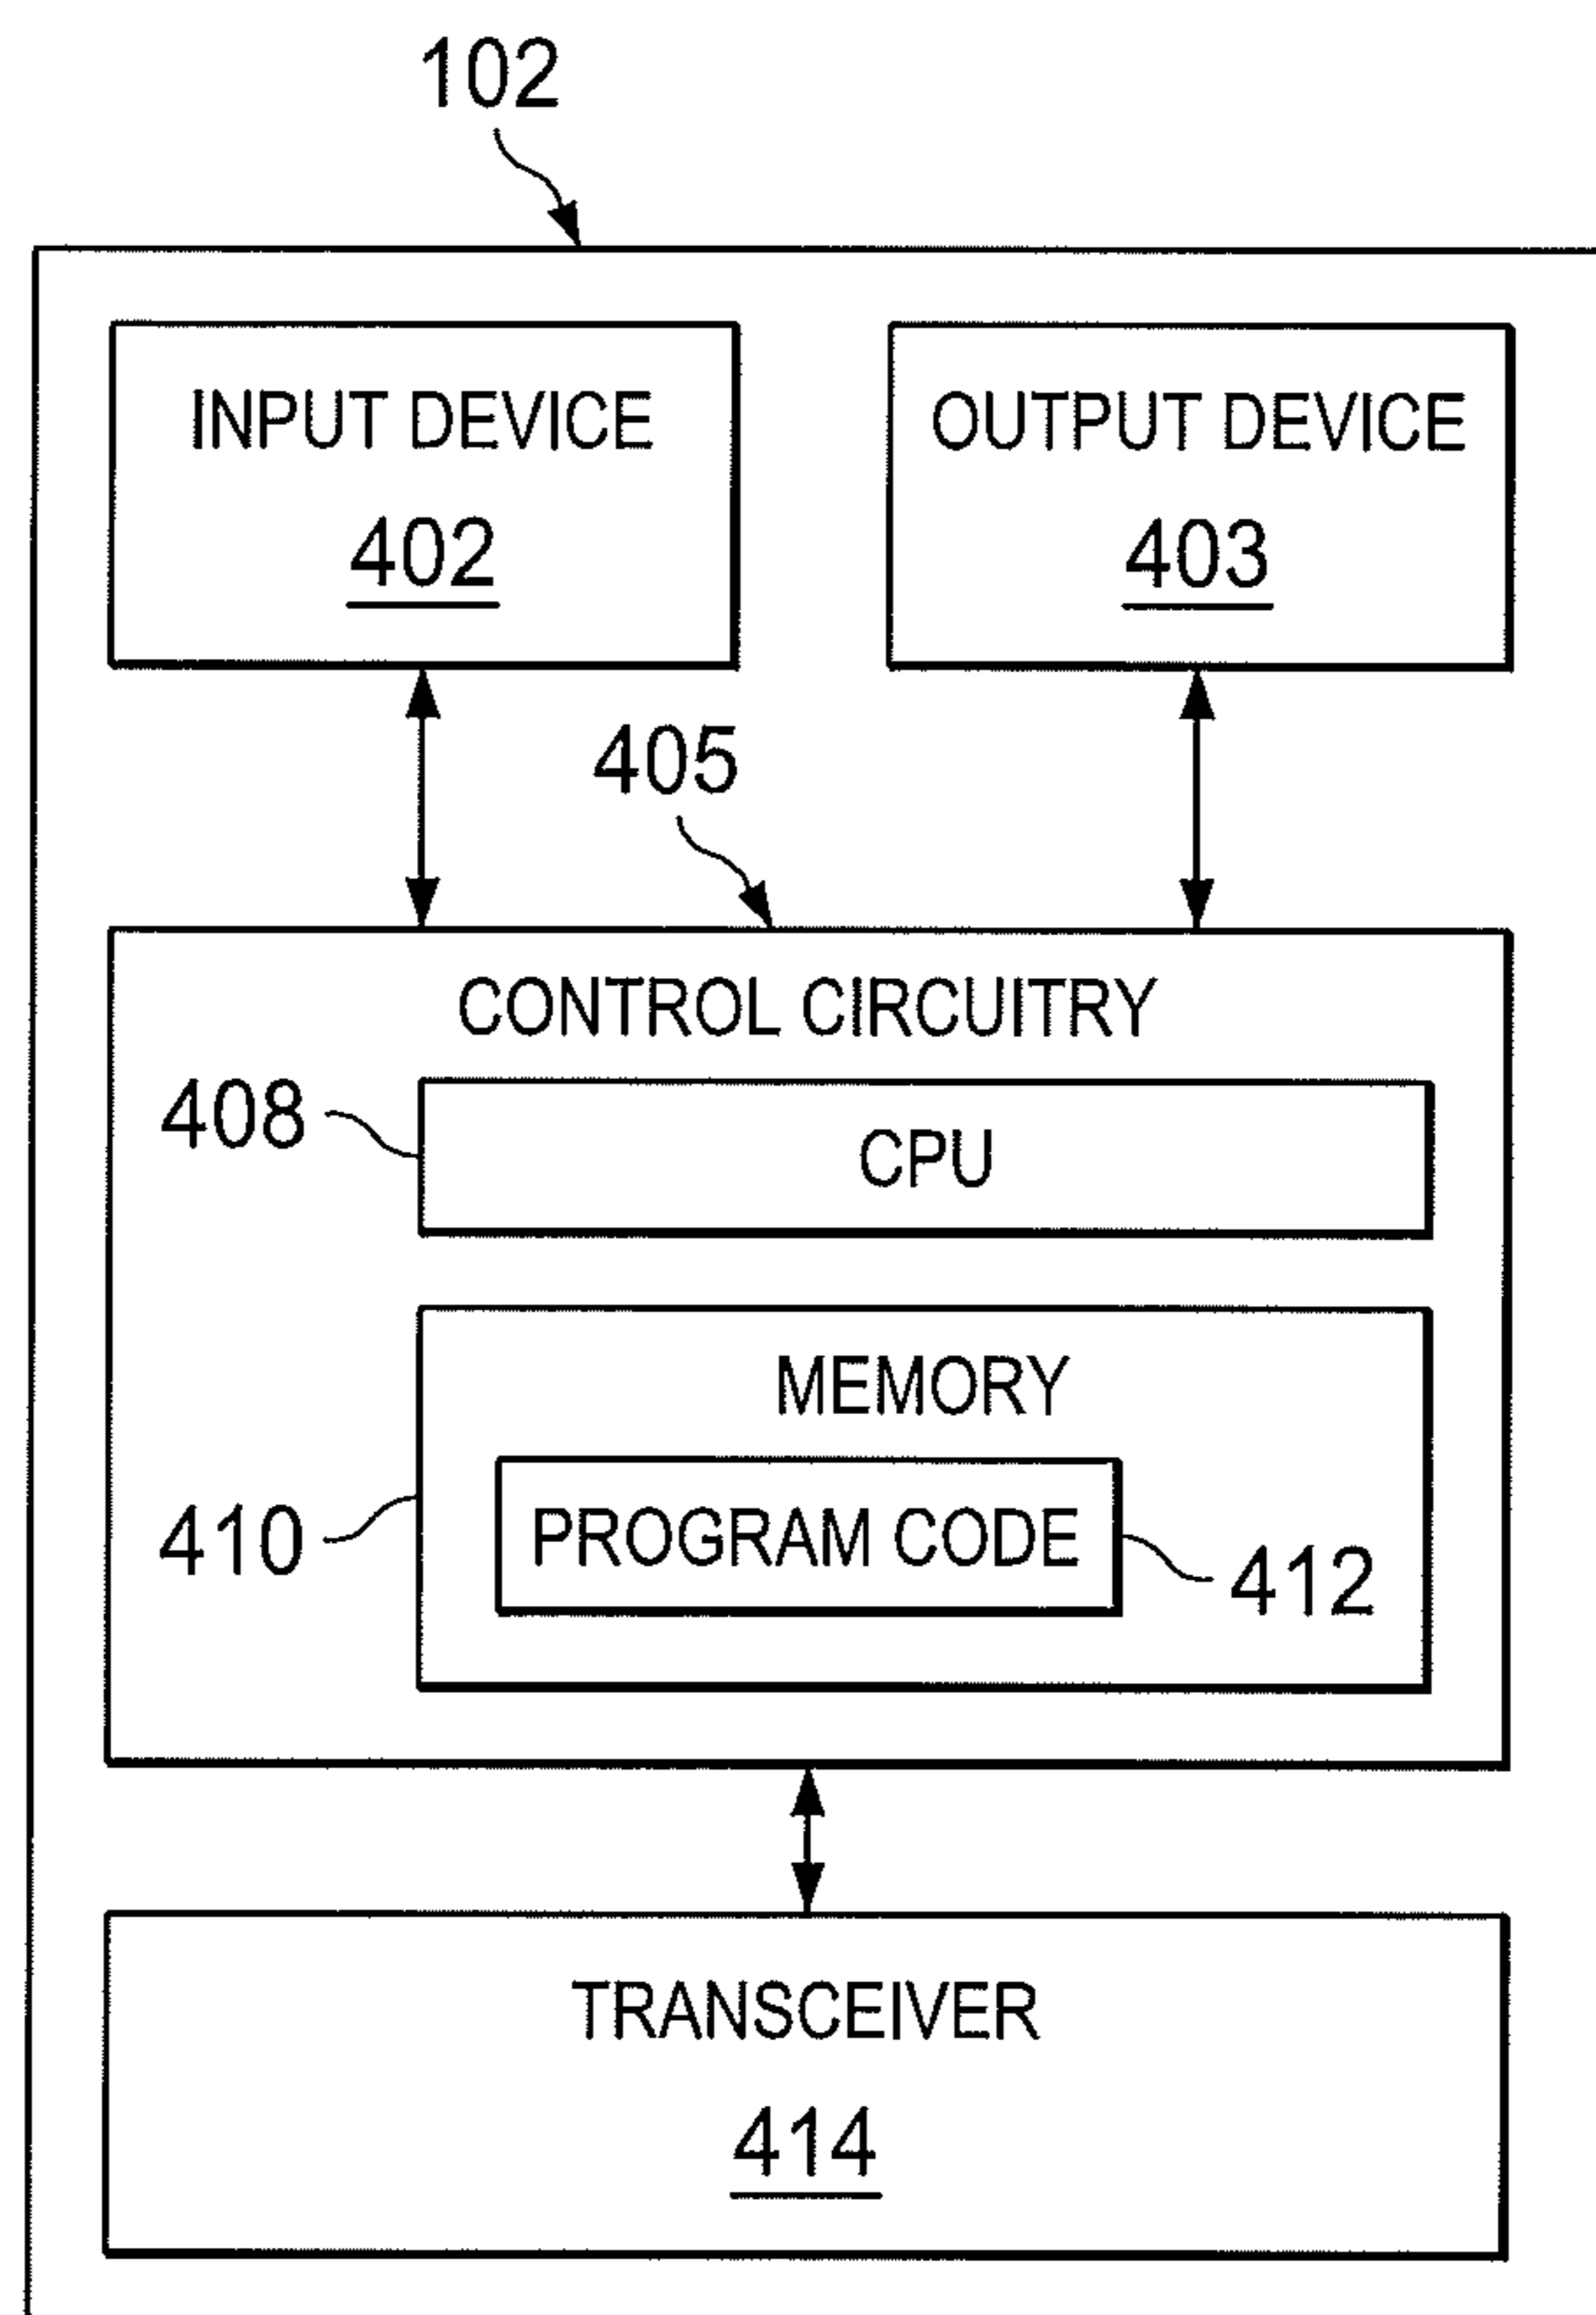 102
INPUT DEVICE
402
OUTPUT DEVICE
403
405
CONTROL CIRCUITRY
408
CPU
MEMORY
410
PROGRAM CODE
412
TRANSCEIVER
414